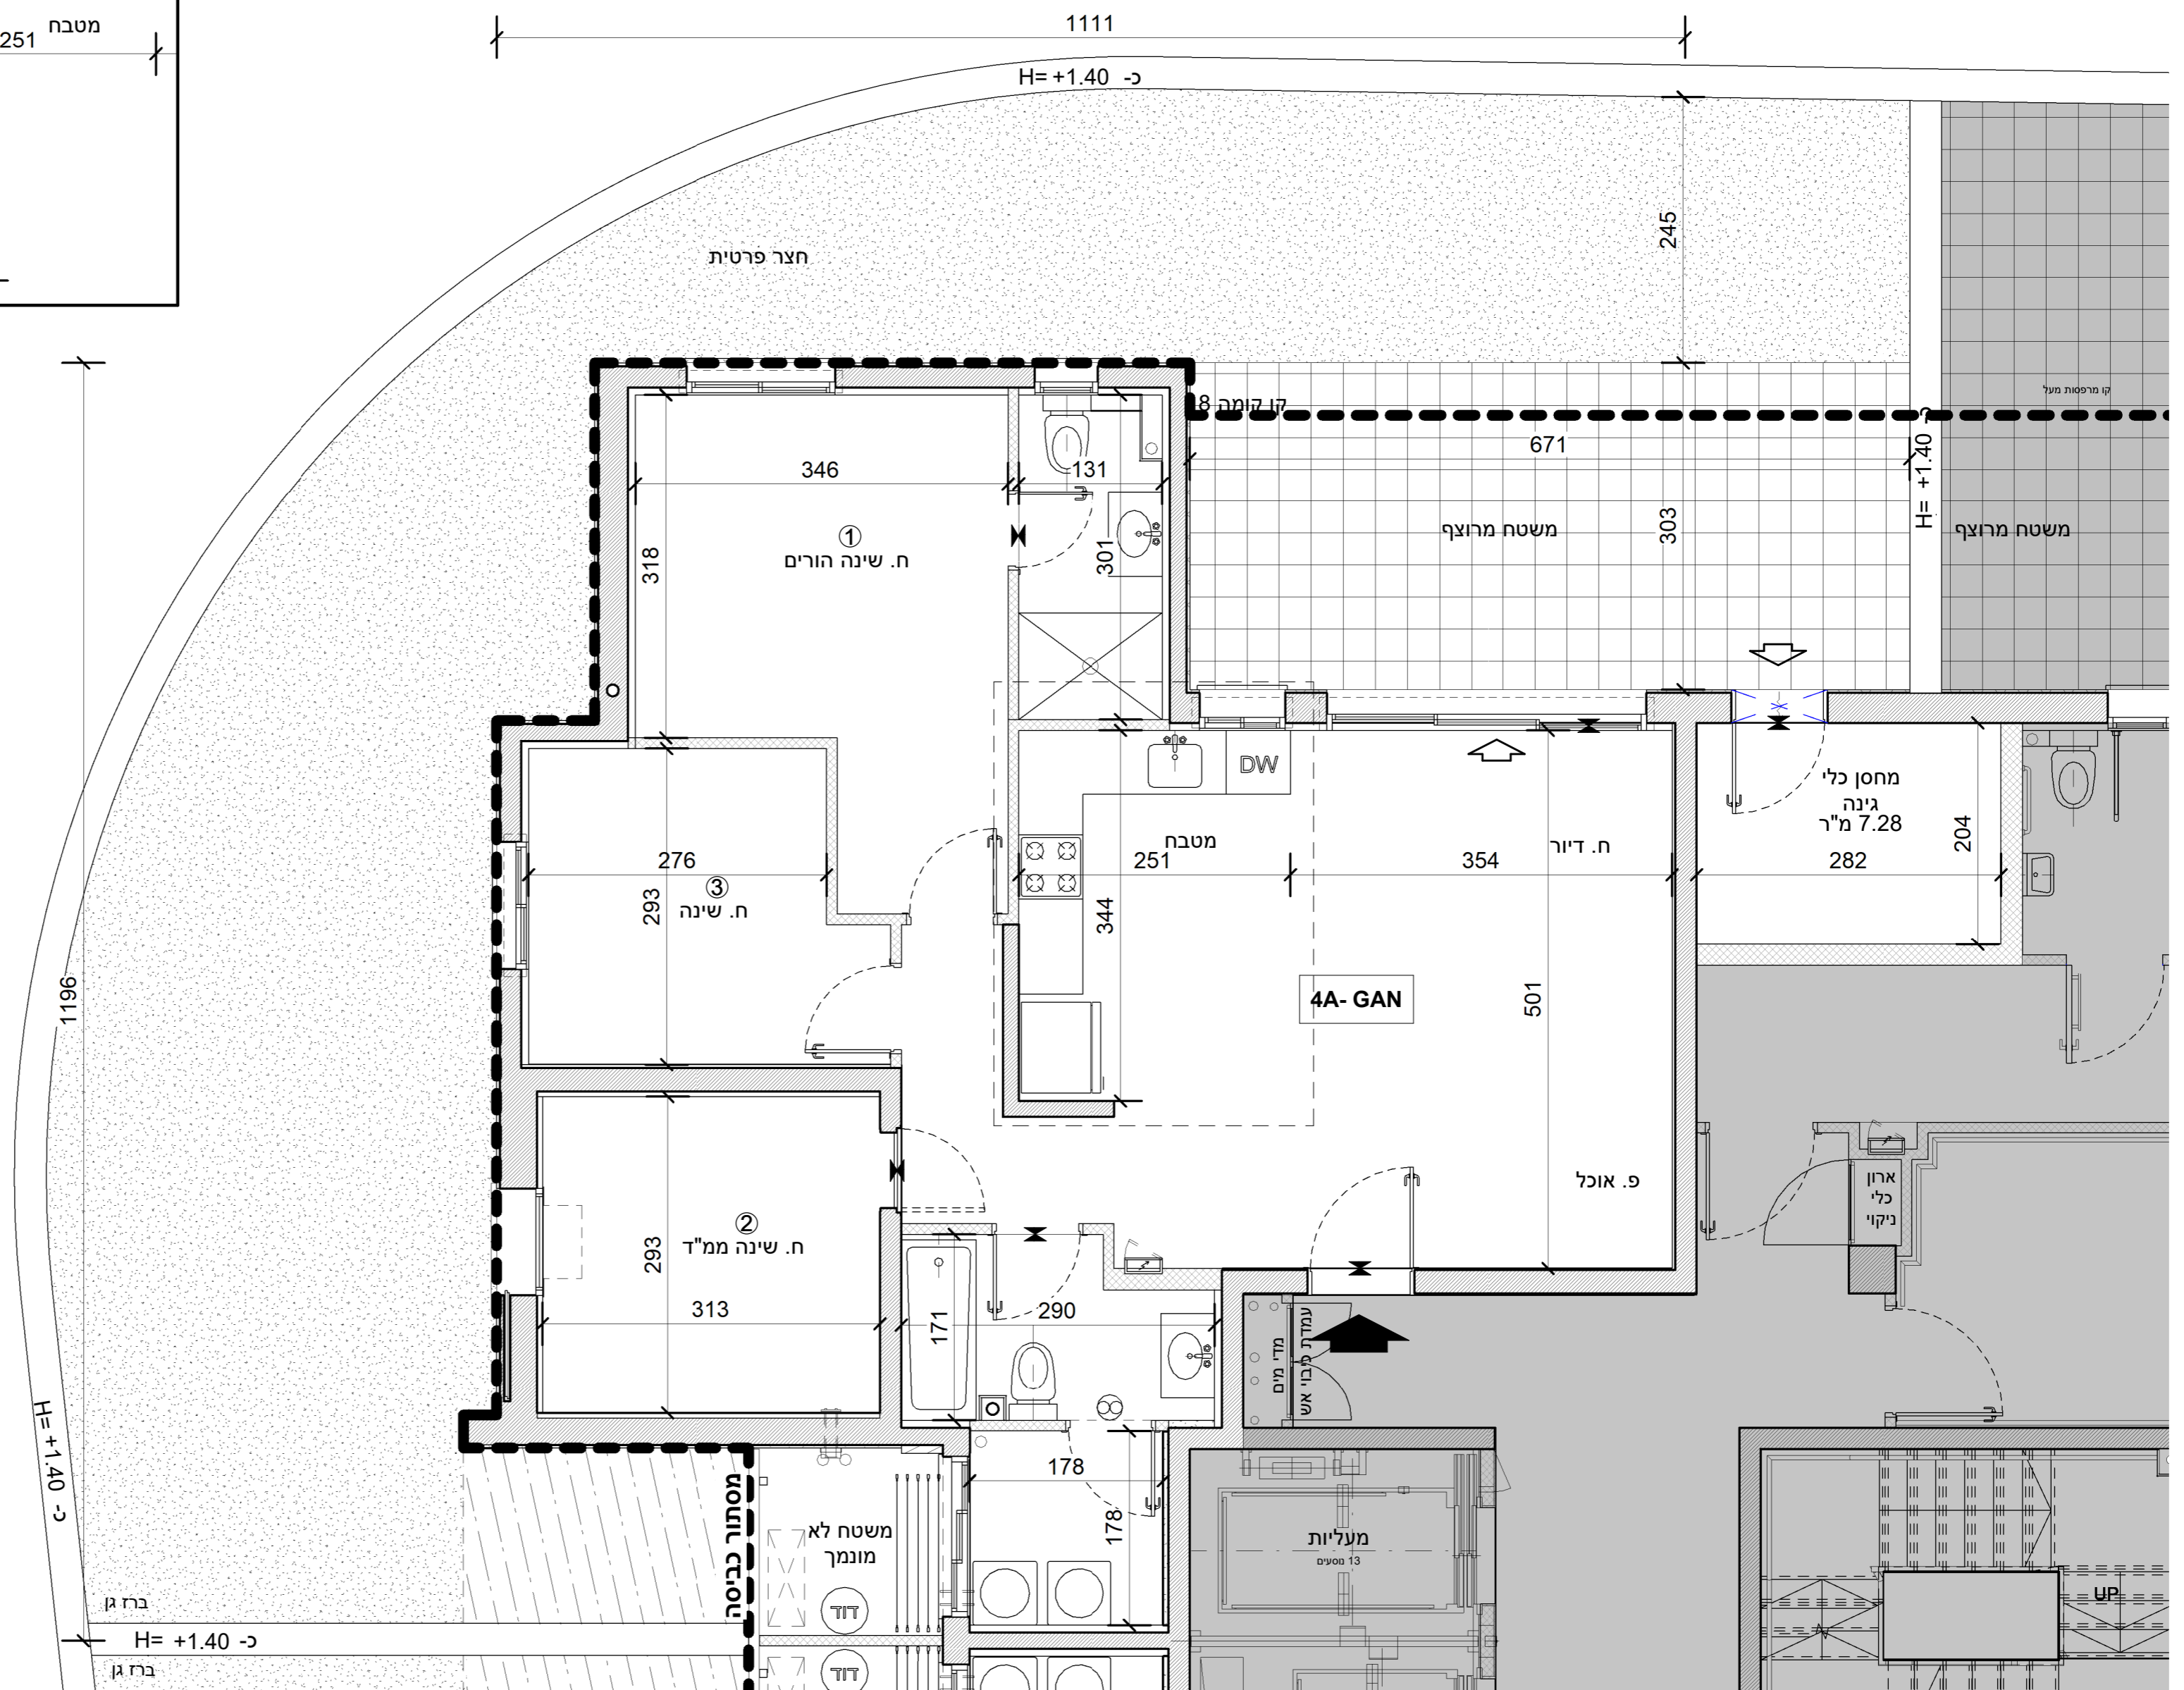 מטבח
251
1111
H= +1.40 -כ
245
חצר פרטית
קו מרפסות מעל
קו קומה 8
671
H= +1.40 -כ
346
131
303
משטח מרוצף
משטח מרוצף
1
ח. שינה הורים
318
301
DW
מחסן כלי
גינה
7.28 מ"ר
204
282
מטבח
251
ח. דיור
354
276
3
ח. שינה
293
344
4A- GAN
501
1196
פ. אוכל
ארון
כלי
ניקוי
2
ח. שינה ממ"ד
293
313
171
290
מדי מים
עמדת כיבוי אש
H= +1.40 -כ
178
178
מסתור כביסה
משטח לא
מונמך
דוד
מעליות
13 נוסעים
UP
ברז גן
H= +1.40 -כ
ברז גן
דוד